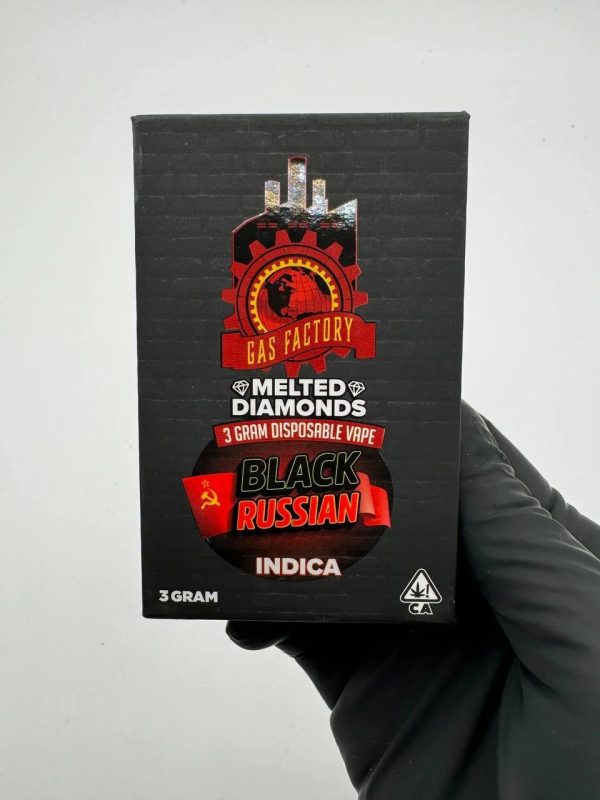 GAS FACTORY
MELTED
DIAMONDS
3 GRAM DISPOSABLE VAPE
BLACK
RUSSIAN
INDICA
3 GRAM
!
CA